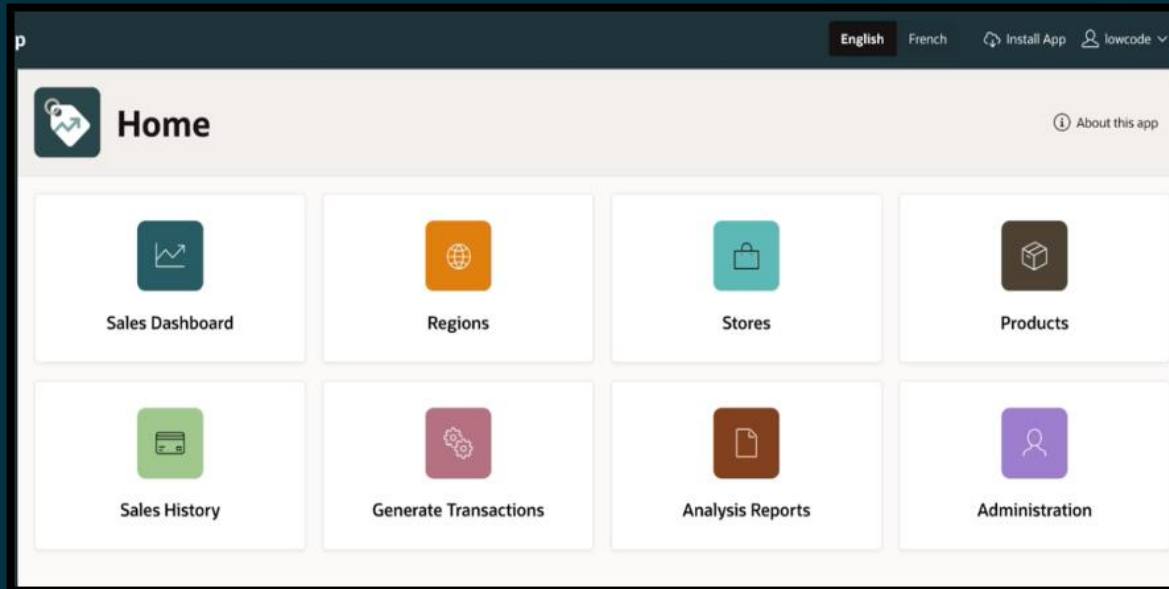 p English French Install App lowcode
Home
About this app
Sales Dashboard Regions Stores Products
Sales History Generate Transactions Analysis Reports Administration